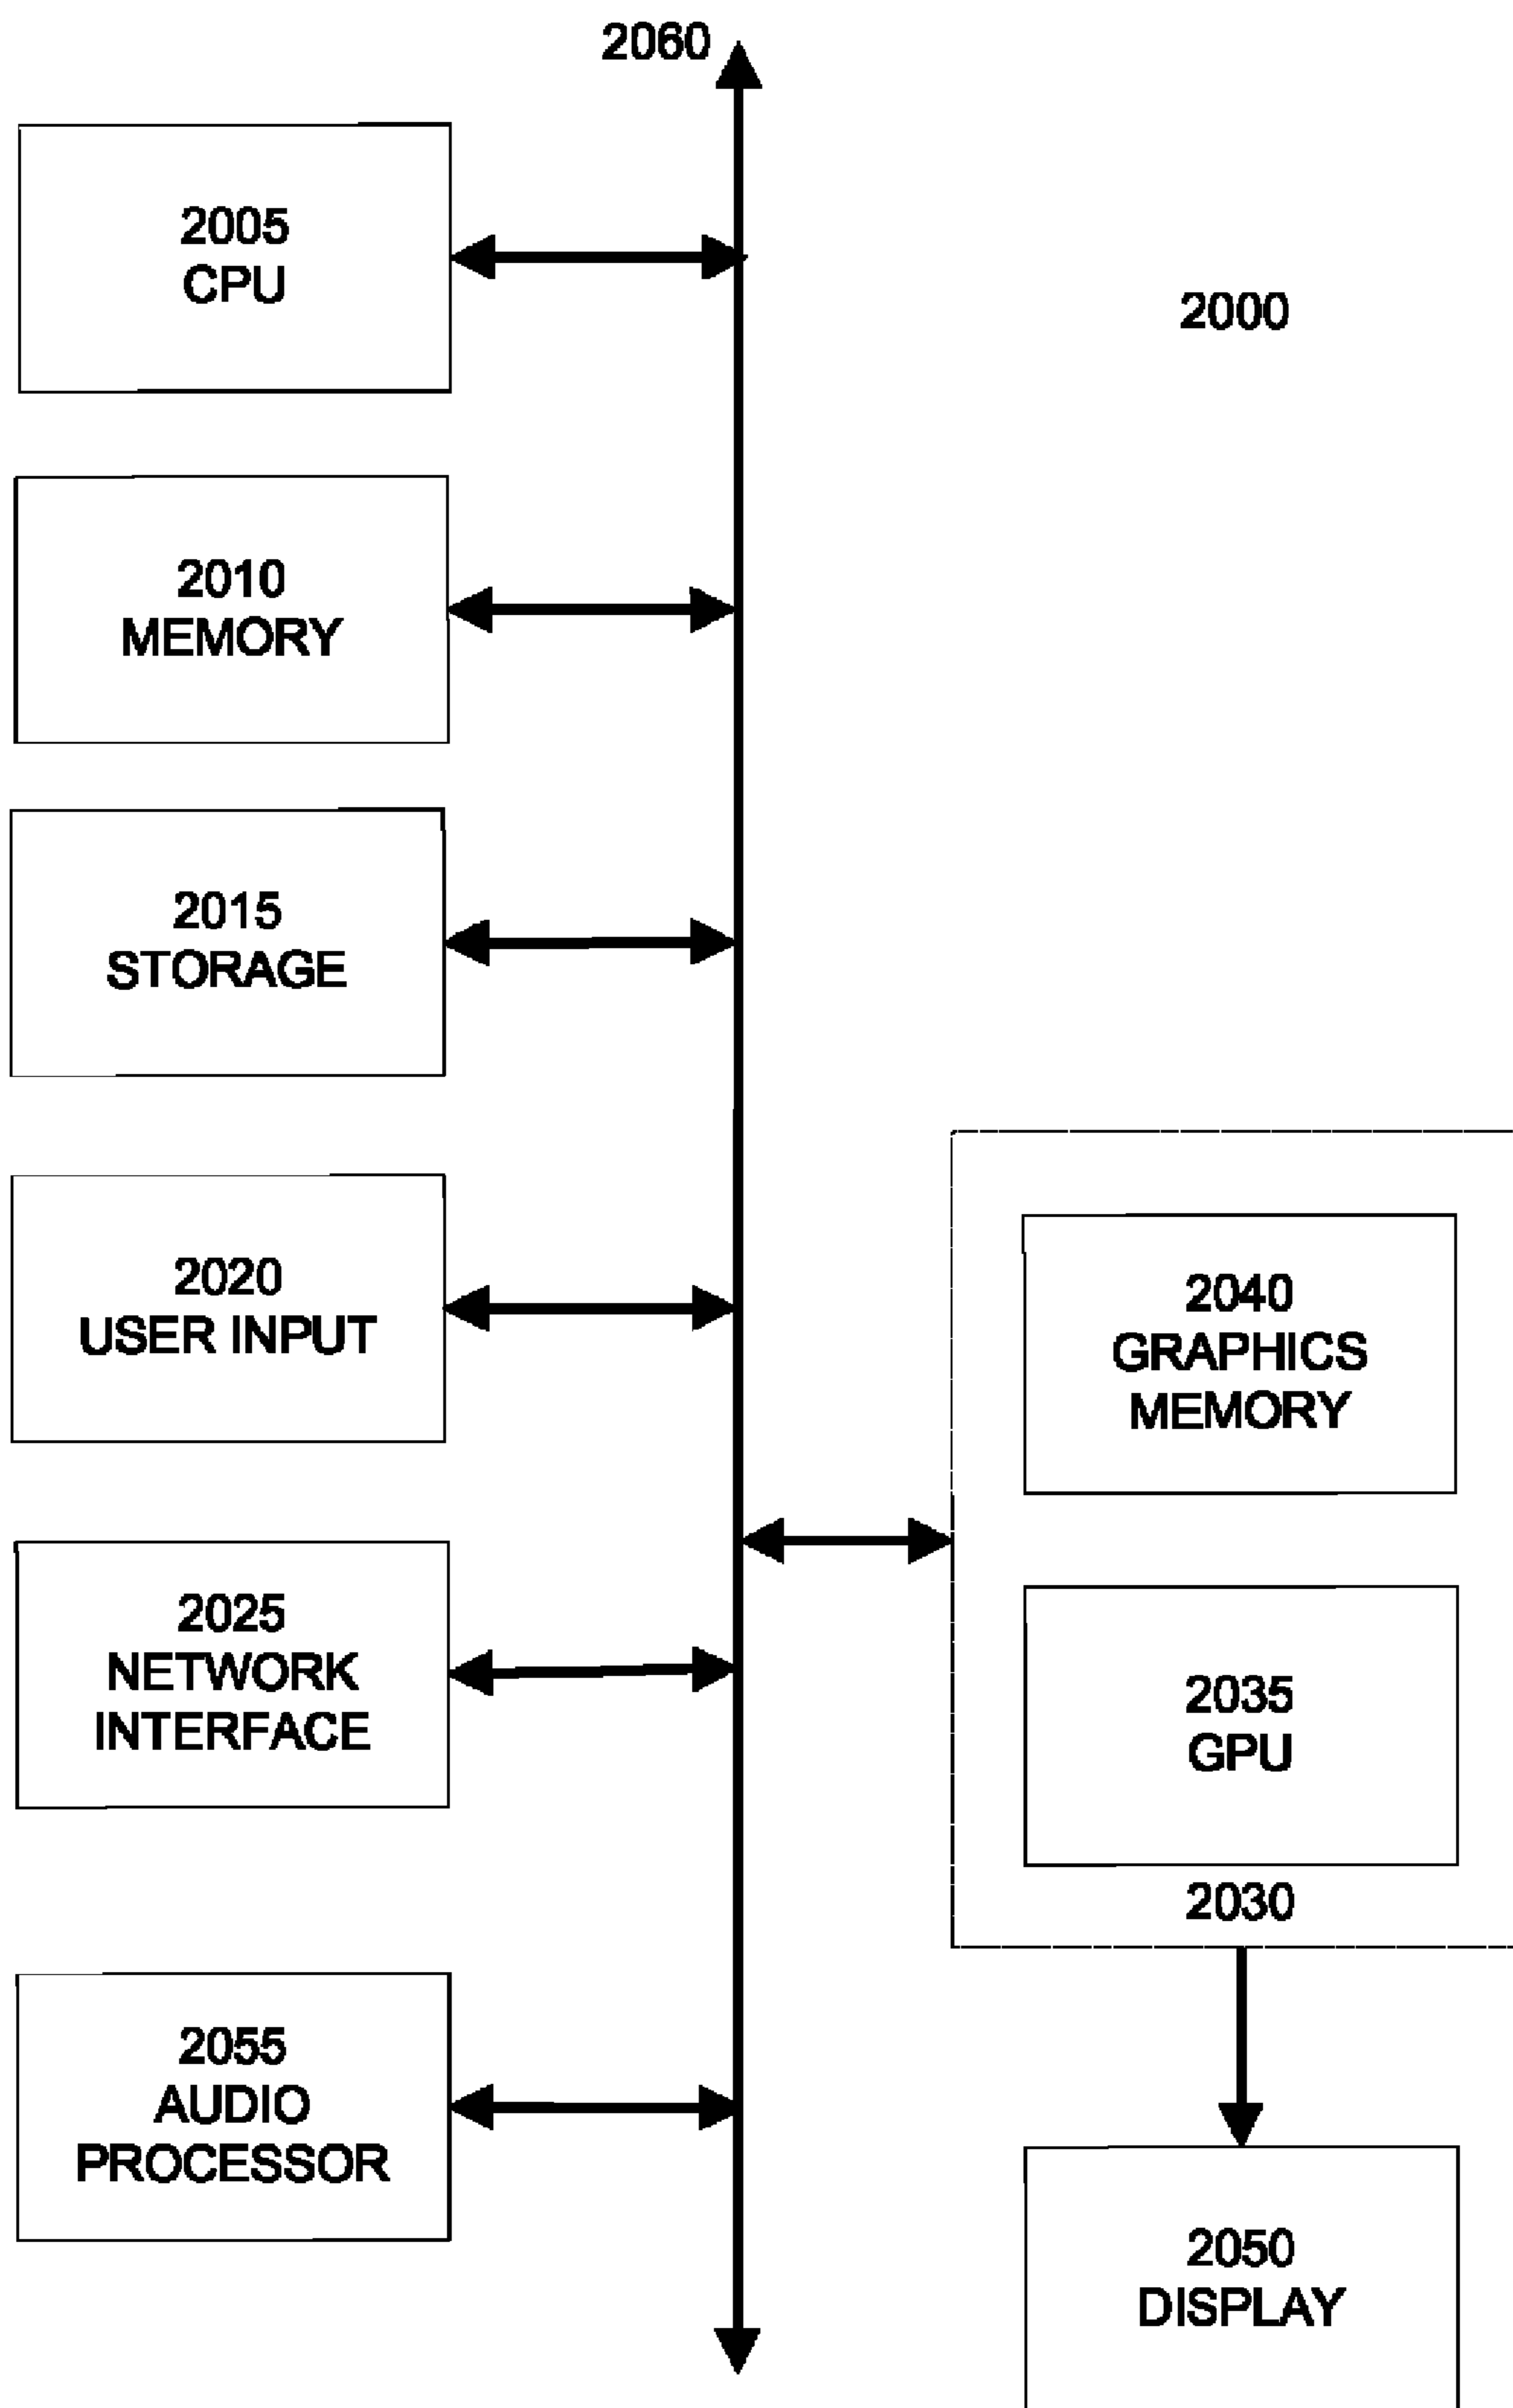 2060
2005
CPU
2000
2010
MEMORY
2015
STORAGE
2020
USER INPUT
2040
GRAPHICS
MEMORY
2025
NETWORK
INTERFACE
2035
GPU
2030
2055
AUDIO
PROCESSOR
2050
DISPLAY